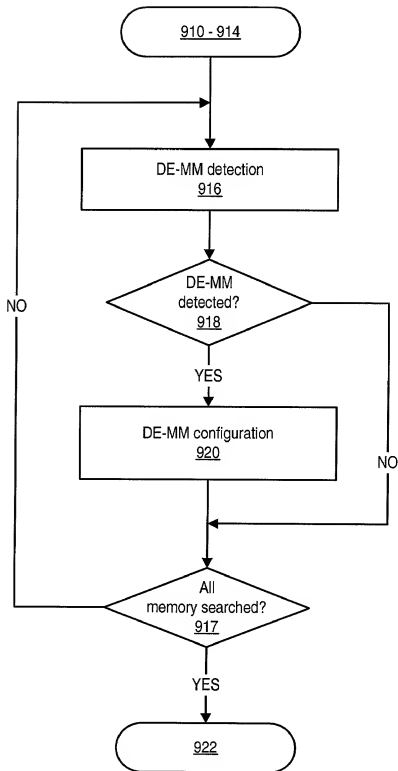 910 - 914
DE-MM detection
916
DE-MM
detected?
918
NO
YES
DE-MM configuration
920
NO
All
memory searched?
917
YES
922